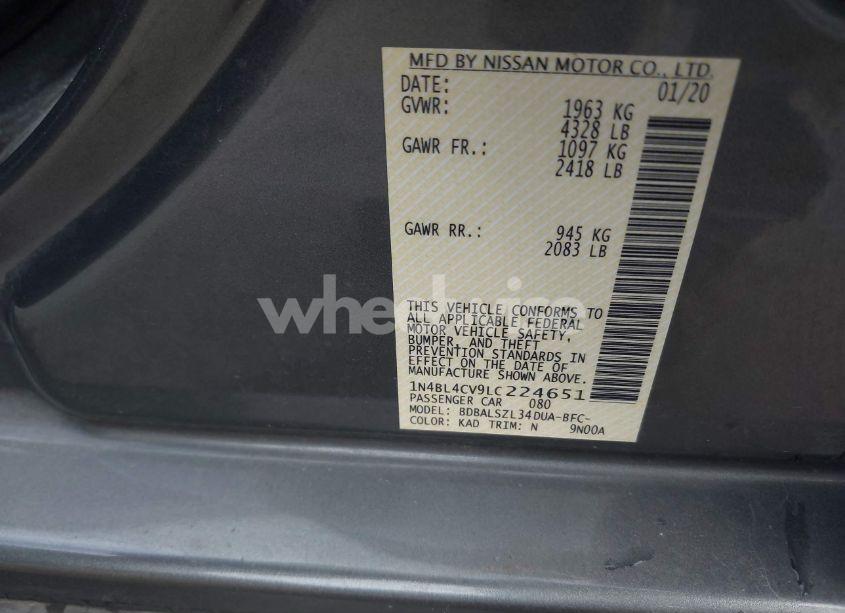 MFD BY NISSAN MOTOR CO., LTD.
DATE: 01/20
GVWR: 1963 KG
4328 LB
GAWR FR.: 1097 KG
2418 LB
GAWR RR.: 945 KG
2083 LB
THIS VEHICLE CONFORMS TO
ALL APPLICABLE FEDERAL
MOTOR VEHICLE SAFETY,
BUMPER, AND THEFT
PREVENTION STANDARDS IN
EFFECT ON THE DATE OF
MANUFACTURE SHOWN ABOVE.
1N4BL4CV9LC224651
PASSENGER CAR 080
MODEL: BDBALSZL34DUA-BFC-
COLOR: KAD TRIM: N 9N00A